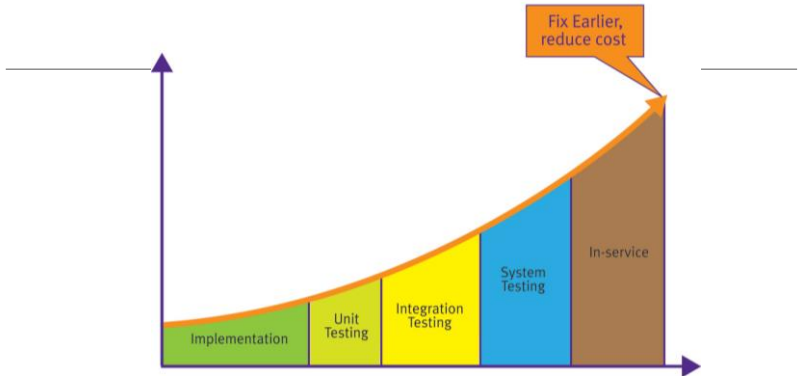 Fix Earlier,
reduce cost
Implementation
Unit
Testing
Integration
Testing
System
Testing
In-service